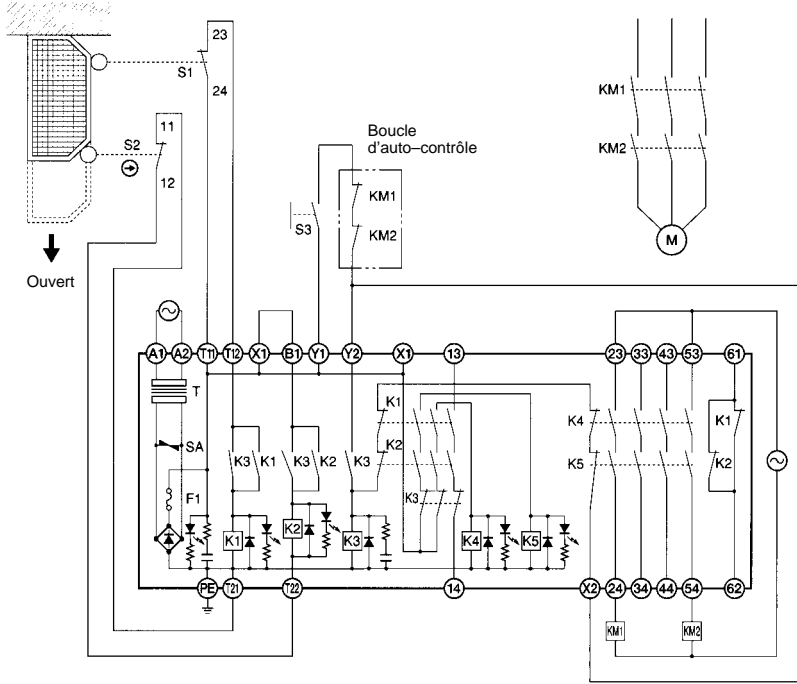 23
S1
24
KM1
11
S2
12
Boucle
d'auto–contrôle
KM1
S3
KM2
KM2
M
Ouvert
A1 A2 T11 T12 X1 B1 Y1 Y2 X1 13 23 33 43 53 61
T
SA
F1
K3 K1 K3 K2 K3
K1
K2
K3
K1 K2 K3 K4 K5
K4
K5
K1
K2
PE T21 T22 14 X2 24 34 44 54 62
KM1 KM2